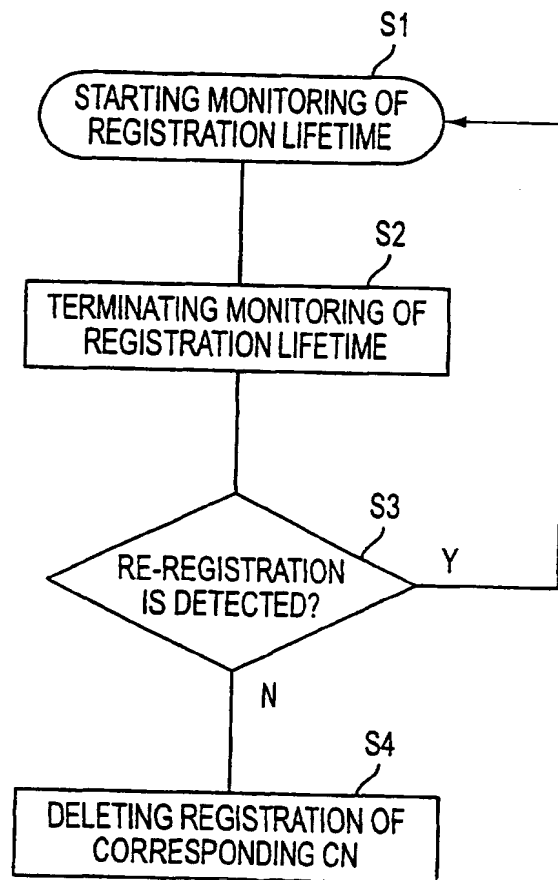 S1
STARTING MONITORING OF
REGISTRATION LIFETIME
S2
TERMINATING MONITORING OF
REGISTRATION LIFETIME
S3
RE-REGISTRATION
IS DETECTED?
Y
N
S4
DELETING REGISTRATION OF
CORRESPONDING CN